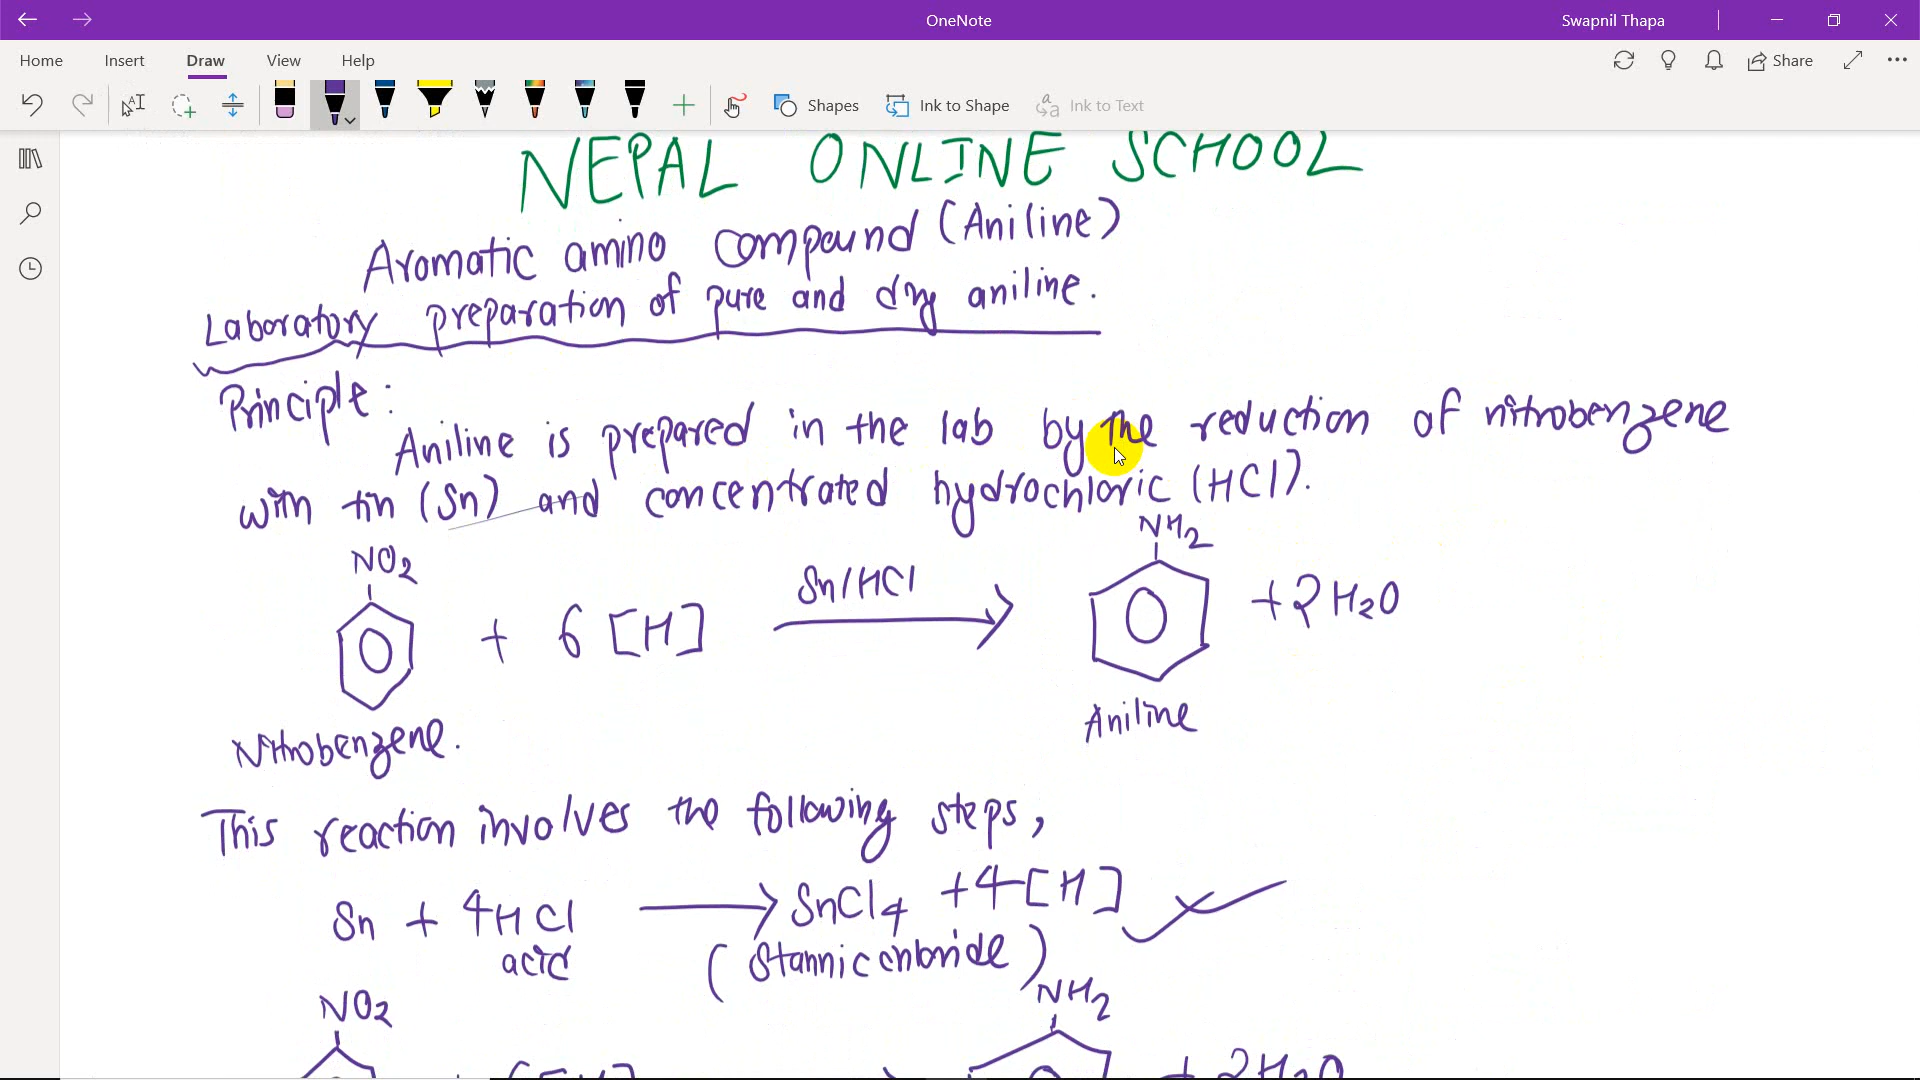 OneNote
Swapnil Thapa
Home Insert Draw View Help
Share
Shapes Ink to Shape Ink to Text
NEPAL ONLINE SCHOOL
Aromatic amino compound (Aniline)
Laboratory preparation of pure and dry aniline.
Principle:
Aniline is prepared in the lab by the reduction of nitrobenzene
with tin (Sn) and concentrated hydrochloric (HCl).
NO2 NH2
+ 6 [H] Sn/HCl + 2H2O
Nitrobenzene. Aniline
This reaction involves the following steps,
Sn + 4HCl → SnCl4 + 4[H]
acid (Stannic chloride)
NO2 NH2
+ 6[H] + 2H2O